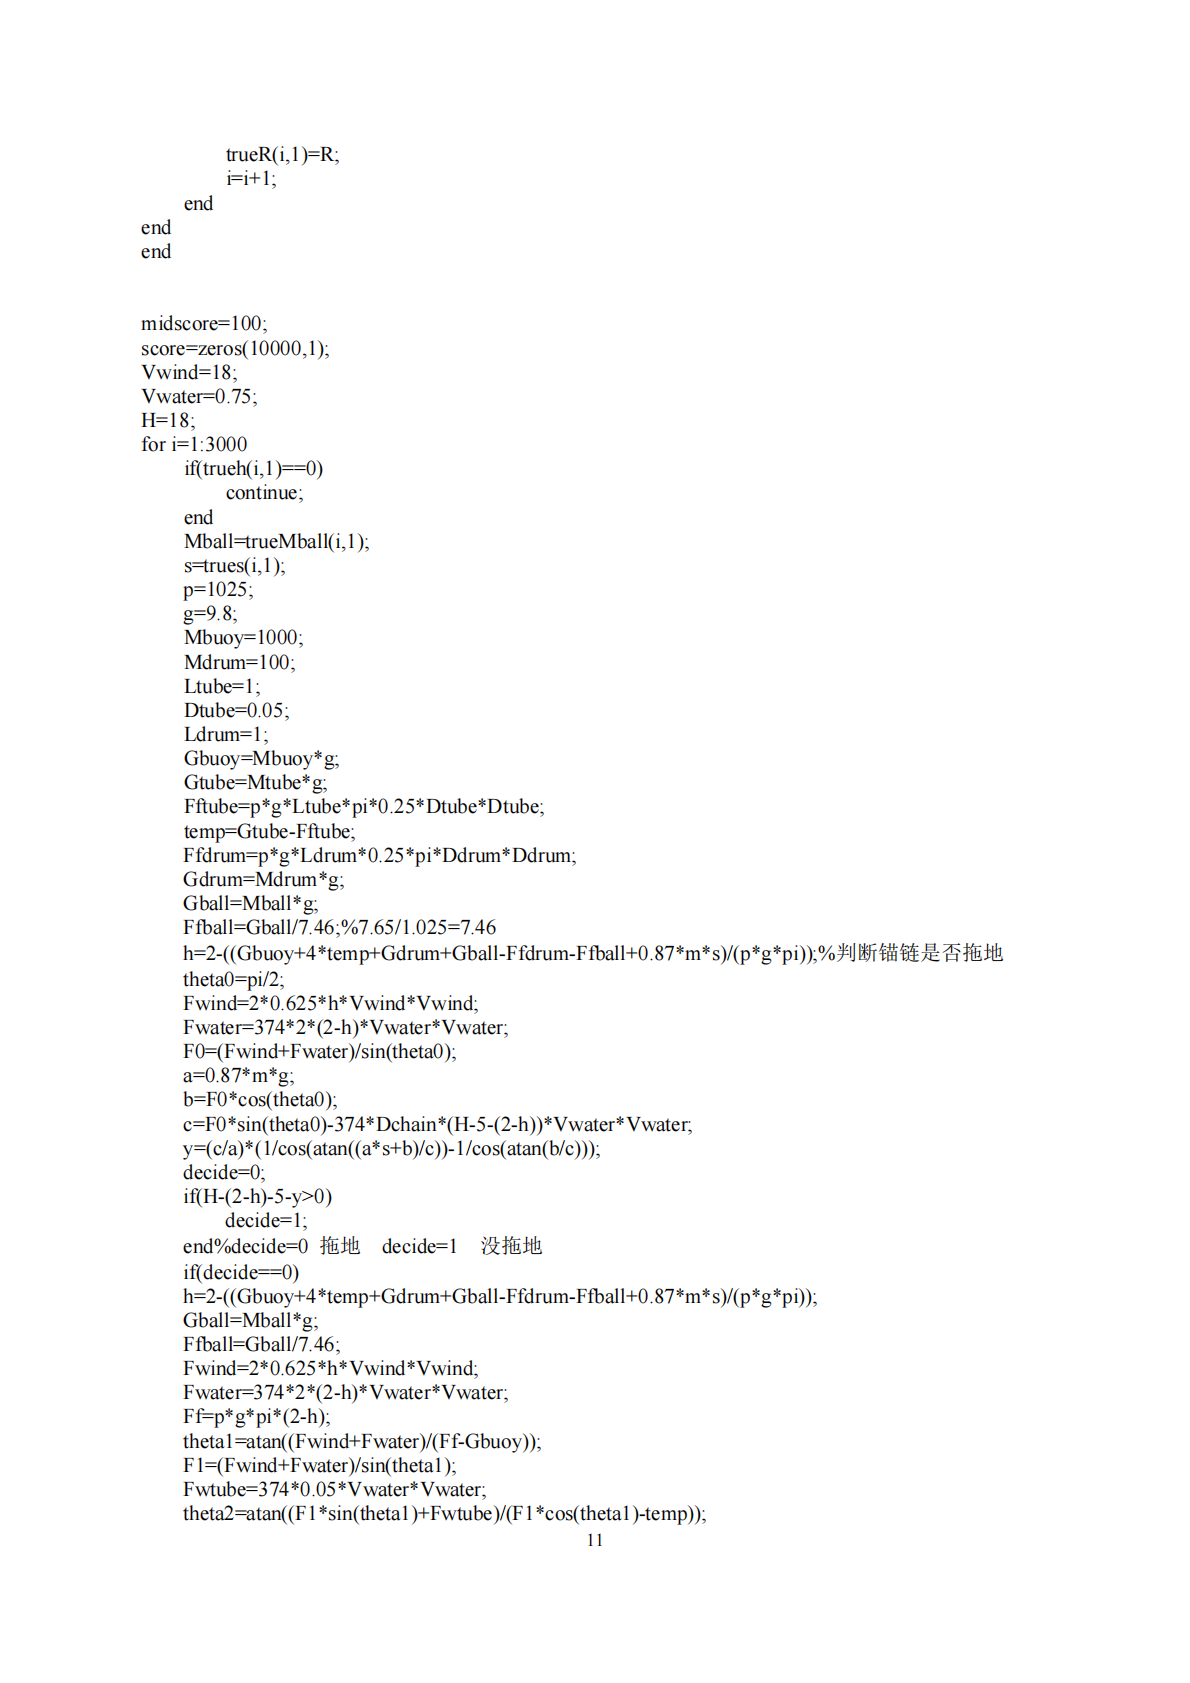 trueR(i,1)=R;
i=i+1;
end
end
end
midscore=100;
score=zeros(10000,1);
Vwind=18;
Vwater=0.75;
H=18;
for i=1:3000
if(trueh(i,1)==0)
continue;
end
Mball=trueMball(i,1);
s=trues(i,1);
p=1025;
g=9.8;
Mbuoy=1000;
Mdrum=100;
Ltube=1;
Dtube=0.05;
Ldrum=1;
Gbuoy=Mbuoy*g;
Gtube=Mtube*g;
Fftube=p*g*Ltube*pi*0.25*Dtube*Dtube;
temp=Gtube-Fftube;
Ffdrum=p*g*Ldrum*0.25*pi*Ddrum*Ddrum;
Gdrum=Mdrum*g;
Gball=Mball*g;
Ffball=Gball/7.46;%7.65/1.025=7.46
h=2-((Gbuoy+4*temp+Gdrum+Gball-Ffdrum-Ffball+0.87*m*s)/(p*g*pi));%判断锚链是否拖地
theta0=pi/2;
Fwind=2*0.625*h*Vwind*Vwind;
Fwater=374*2*(2-h)*Vwater*Vwater;
F0=(Fwind+Fwater)/sin(theta0);
a=0.87*m*g;
b=F0*cos(theta0);
c=F0*sin(theta0)-374*Dchain*(H-5-(2-h))*Vwater*Vwater;
y=(c/a)*(1/cos(atan((a*s+b)/c))-1/cos(atan(b/c)));
decide=0;
if(H-(2-h)-5-y>0)
decide=1;
end%decide=0 拖地 decide=1 没拖地
if(decide==0)
h=2-((Gbuoy+4*temp+Gdrum+Gball-Ffdrum-Ffball+0.87*m*s)/(p*g*pi));
Gball=Mball*g;
Ffball=Gball/7.46;
Fwind=2*0.625*h*Vwind*Vwind;
Fwater=374*2*(2-h)*Vwater*Vwater;
Ff=p*g*pi*(2-h);
theta1=atan((Fwind+Fwater)/(Ff-Gbuoy));
F1=(Fwind+Fwater)/sin(theta1);
Fwtube=374*0.05*Vwater*Vwater;
theta2=atan((F1*sin(theta1)+Fwtube)/(F1*cos(theta1)-temp));
11